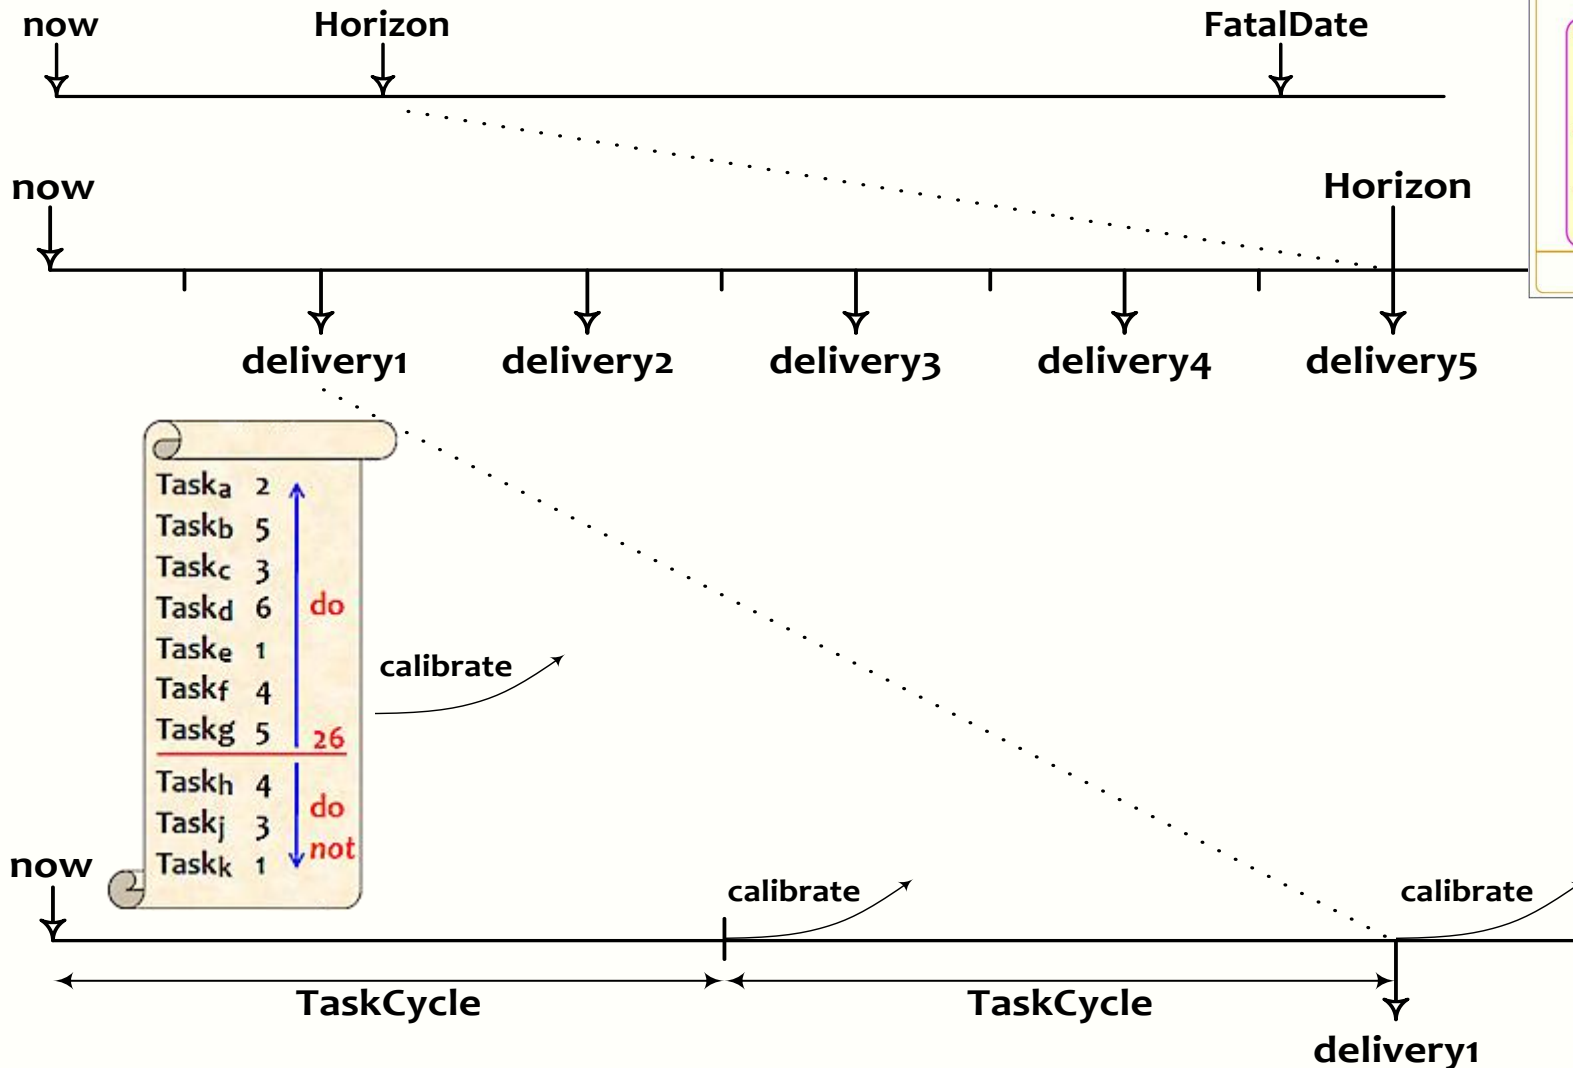 now Horizon FatalDate
now Horizon
delivery1 delivery2 delivery3 delivery4 delivery5
Taska 2
Taskb 5
Taskc 3
Taskd 6 do
Taske 1
calibrate
Taskf 4
Taskg 5 26
Taskh 4
do
Taskj 3
not
Taskk 1
now
calibrate calibrate
TaskCycle TaskCycle
delivery1